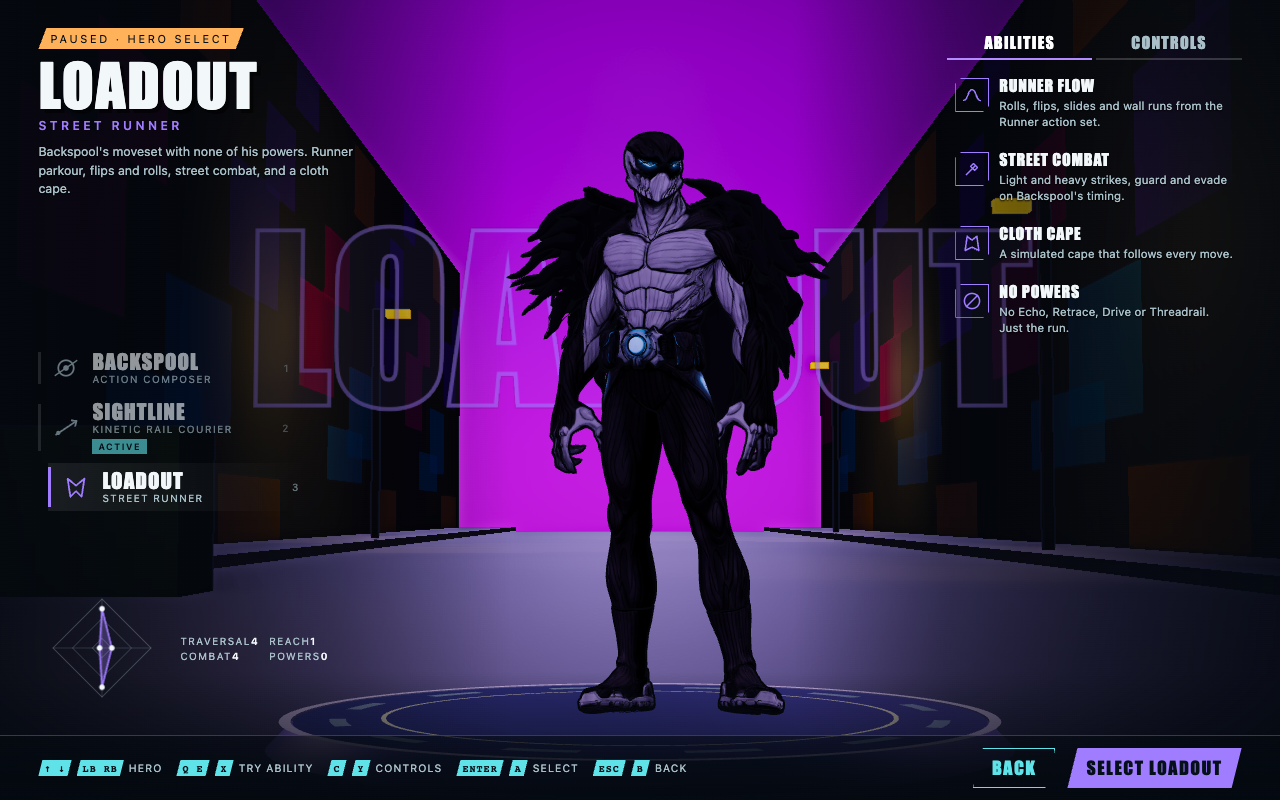 PAUSED · HERO SELECT
LOADOUT
STREET RUNNER
Backspool's moveset with none of his powers. Runner
parkour, flips and rolls, street combat, and a cloth
cape.
BACKSPOOL
ACTION COMPOSER
1
SIGHTLINE
KINETIC RAIL COURIER
2
ACTIVE
LOADOUT
STREET RUNNER
3
TRAVERSAL4 REACH1
COMBAT4 POWERS0
LOADOUT
ABILITIES CONTROLS
RUNNER FLOW
Rolls, flips, slides and wall runs from the
Runner action set.
STREET COMBAT
Light and heavy strikes, guard and evade
on Backspool's timing.
CLOTH CAPE
A simulated cape that follows every move.
NO POWERS
No Echo, Retrace, Drive or Threadrail.
Just the run.
↑ ↓ LB RB HERO Q E X TRY ABILITY C Y CONTROLS ENTER A SELECT ESC B BACK
BACK SELECT LOADOUT